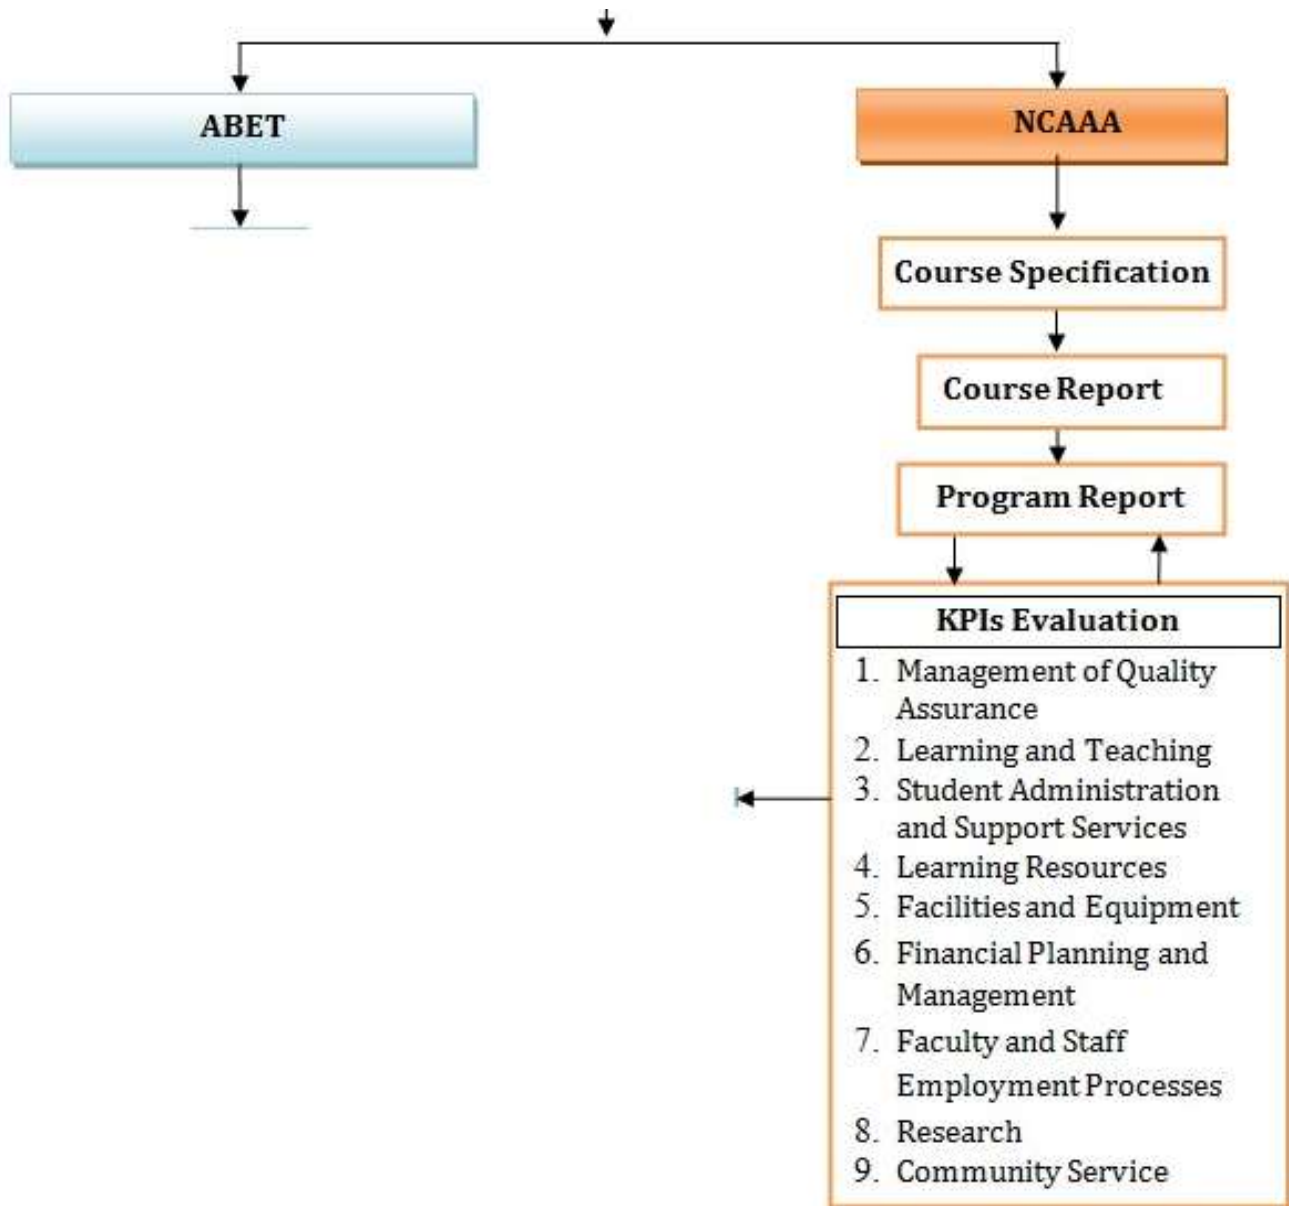 ABET
NCAAA
Course Specification
Course Report
Program Report
KPIs Evaluation
1. Management of Quality
Assurance
2. Learning and Teaching
3. Student Administration
and Support Services
4. Learning Resources
5. Facilities and Equipment
6. Financial Planning and
Management
7. Faculty and Staff
Employment Processes
8. Research
9. Community Service